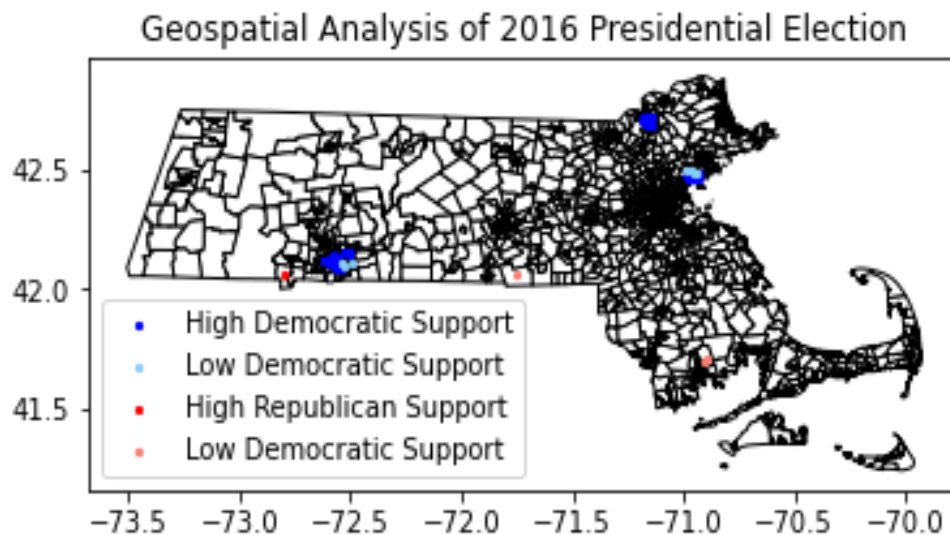 Geospatial Analysis of 2016 Presidential Election
42.5
42.0
41.5
High Democratic Support
Low Democratic Support
High Republican Support
Low Democratic Support
−73.5 −73.0 −72.5 −72.0 −71.5 −71.0 −70.5 −70.0